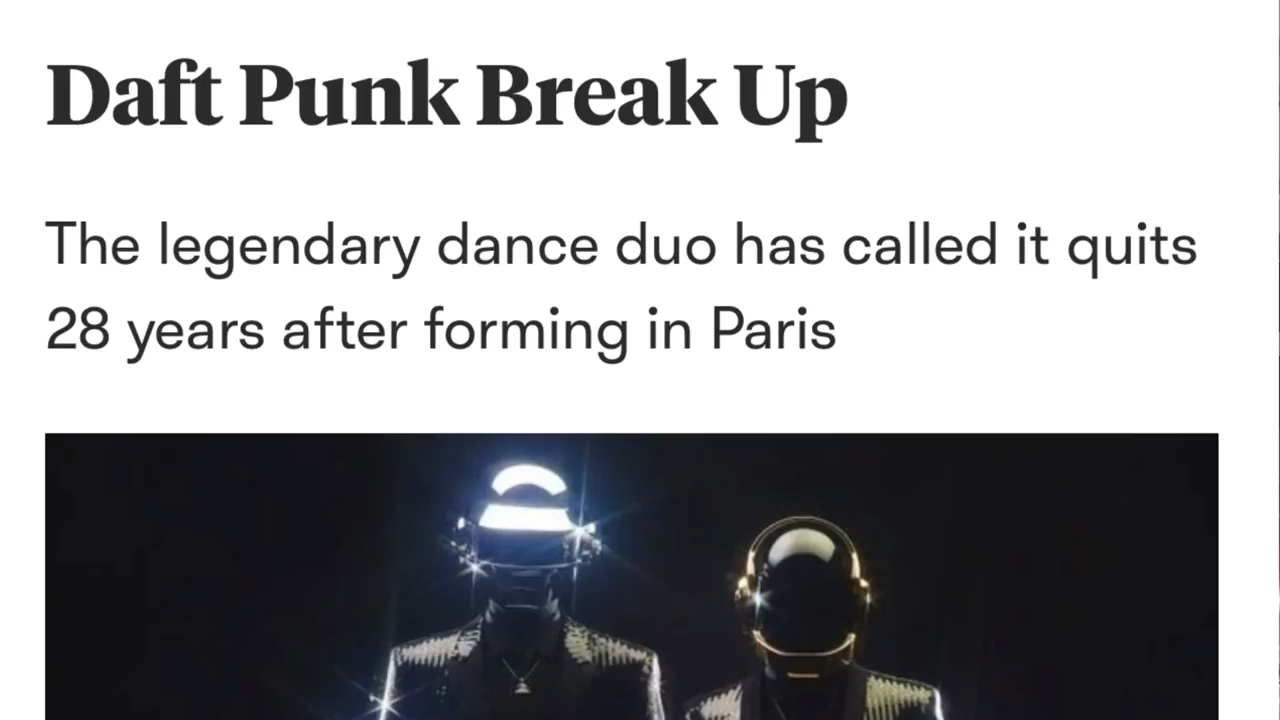 Daft Punk Break Up
The legendary dance duo has called it quits
28 years after forming in Paris